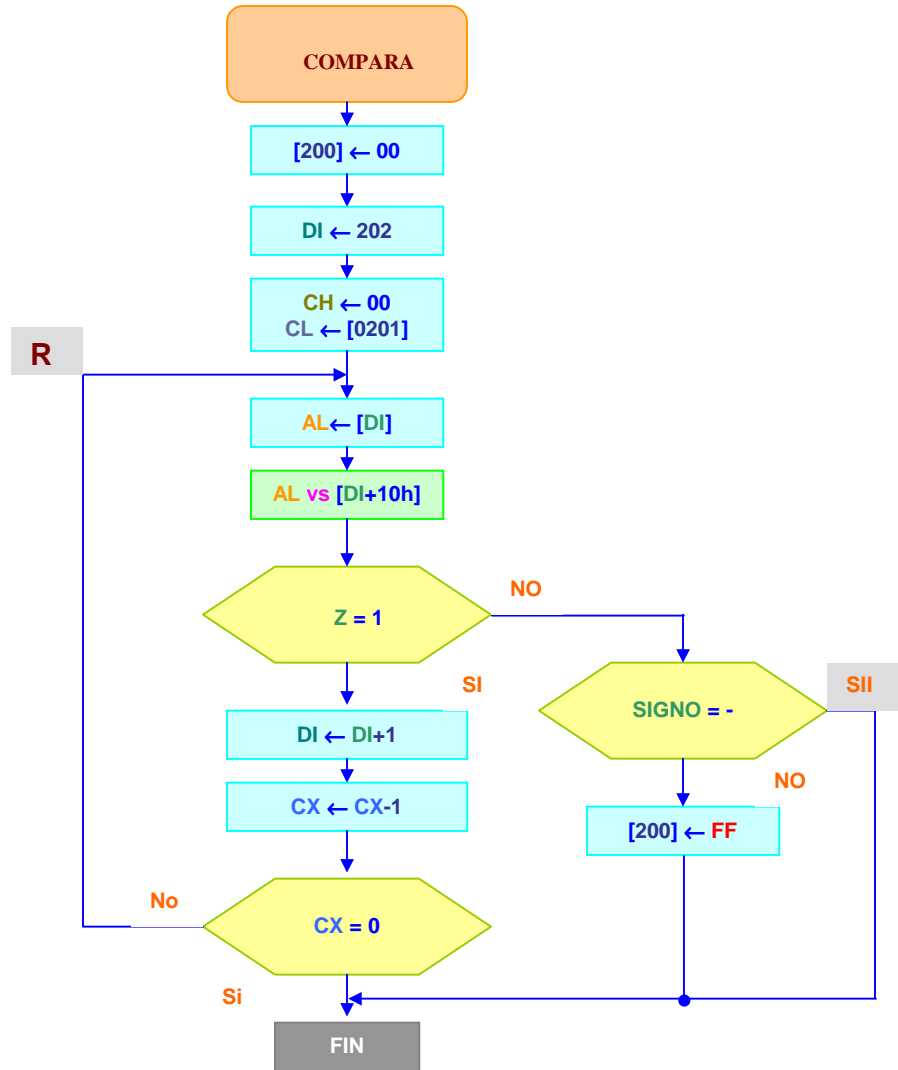 COMPARA
[200] ← 00
DI ← 202
CH ← 00
CL ← [0201]
R
AL← [DI]
AL vs [DI+10h]
Z = 1
NO
SI
SIGNO = -
SII
DI ← DI+1
NO
CX ← CX-1
[200] ← FF
No
CX = 0
Si
FIN